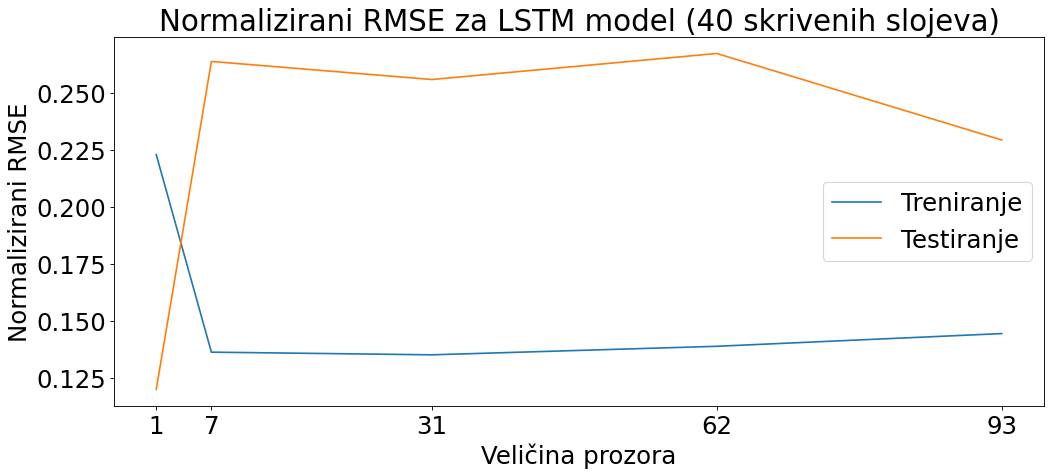 Normalizirani RMSE za LSTM model (40 skrivenih slojeva)
Normalizirani RMSE
0.250
0.225
0.200
0.175
0.150
0.125
Treniranje
Testiranje
1 7 31 62 93
Veličina prozora